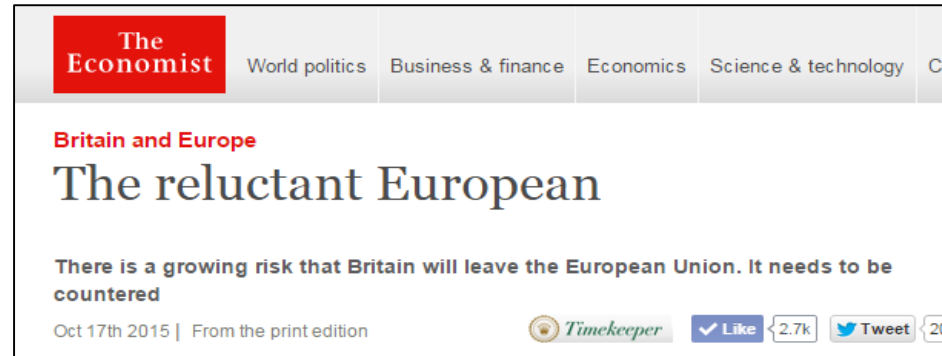 The
Economist
World politics Business & finance Economics Science & technology
Britain and Europe
The reluctant European
There is a growing risk that Britain will leave the European Union. It needs to be
countered
Oct 17th 2015 | From the print edition Timekeeper Like 2.7k Tweet